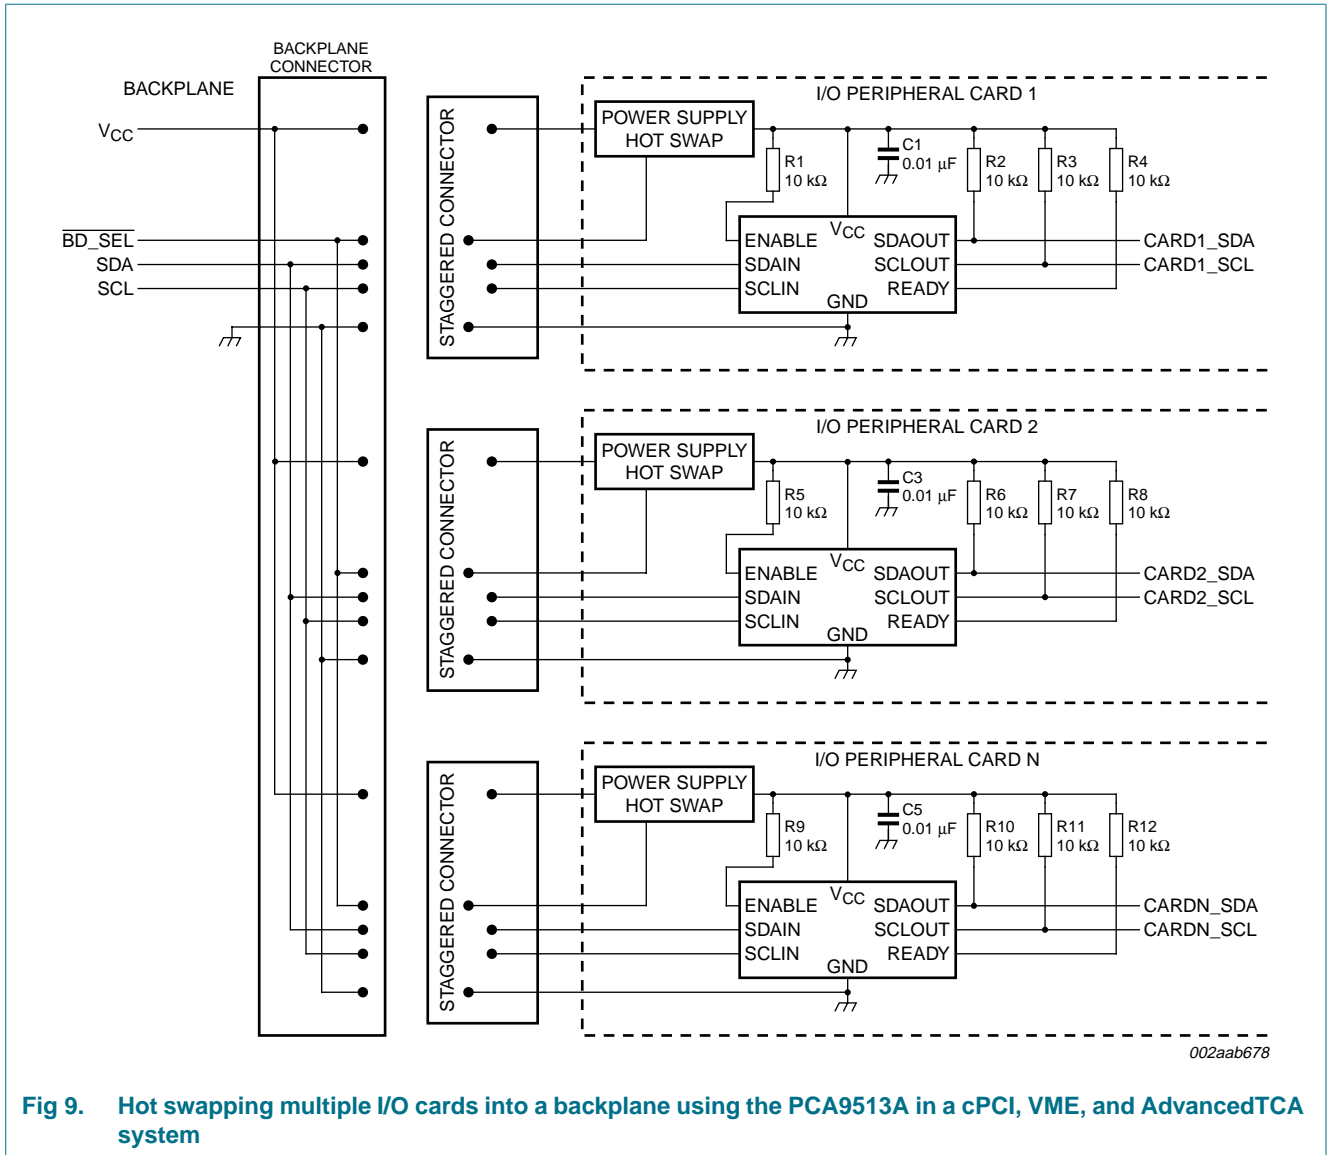 BACKPLANE
CONNECTOR
BACKPLANE
VCC
BD_SEL
SDA
SCL
STAGGERED CONNECTOR
I/O PERIPHERAL CARD 1
POWER SUPPLY
HOT SWAP
R1
10 kΩ
C1
0.01 μF
R2
10 kΩ
R3
10 kΩ
R4
10 kΩ
VCC
ENABLE
SDAIN
SCLIN
SDAOUT
SCLOUT
READY
GND
CARD1_SDA
CARD1_SCL
STAGGERED CONNECTOR
I/O PERIPHERAL CARD 2
POWER SUPPLY
HOT SWAP
R5
10 kΩ
C3
0.01 μF
R6
10 kΩ
R7
10 kΩ
R8
10 kΩ
VCC
ENABLE
SDAIN
SCLIN
SDAOUT
SCLOUT
READY
GND
CARD2_SDA
CARD2_SCL
STAGGERED CONNECTOR
I/O PERIPHERAL CARD N
POWER SUPPLY
HOT SWAP
R9
10 kΩ
C5
0.01 μF
R10
10 kΩ
R11
10 kΩ
R12
10 kΩ
VCC
ENABLE
SDAIN
SCLIN
SDAOUT
SCLOUT
READY
GND
CARDN_SDA
CARDN_SCL
002aab678
Fig 9. Hot swapping multiple I/O cards into a backplane using the PCA9513A in a cPCI, VME, and AdvancedTCA
system